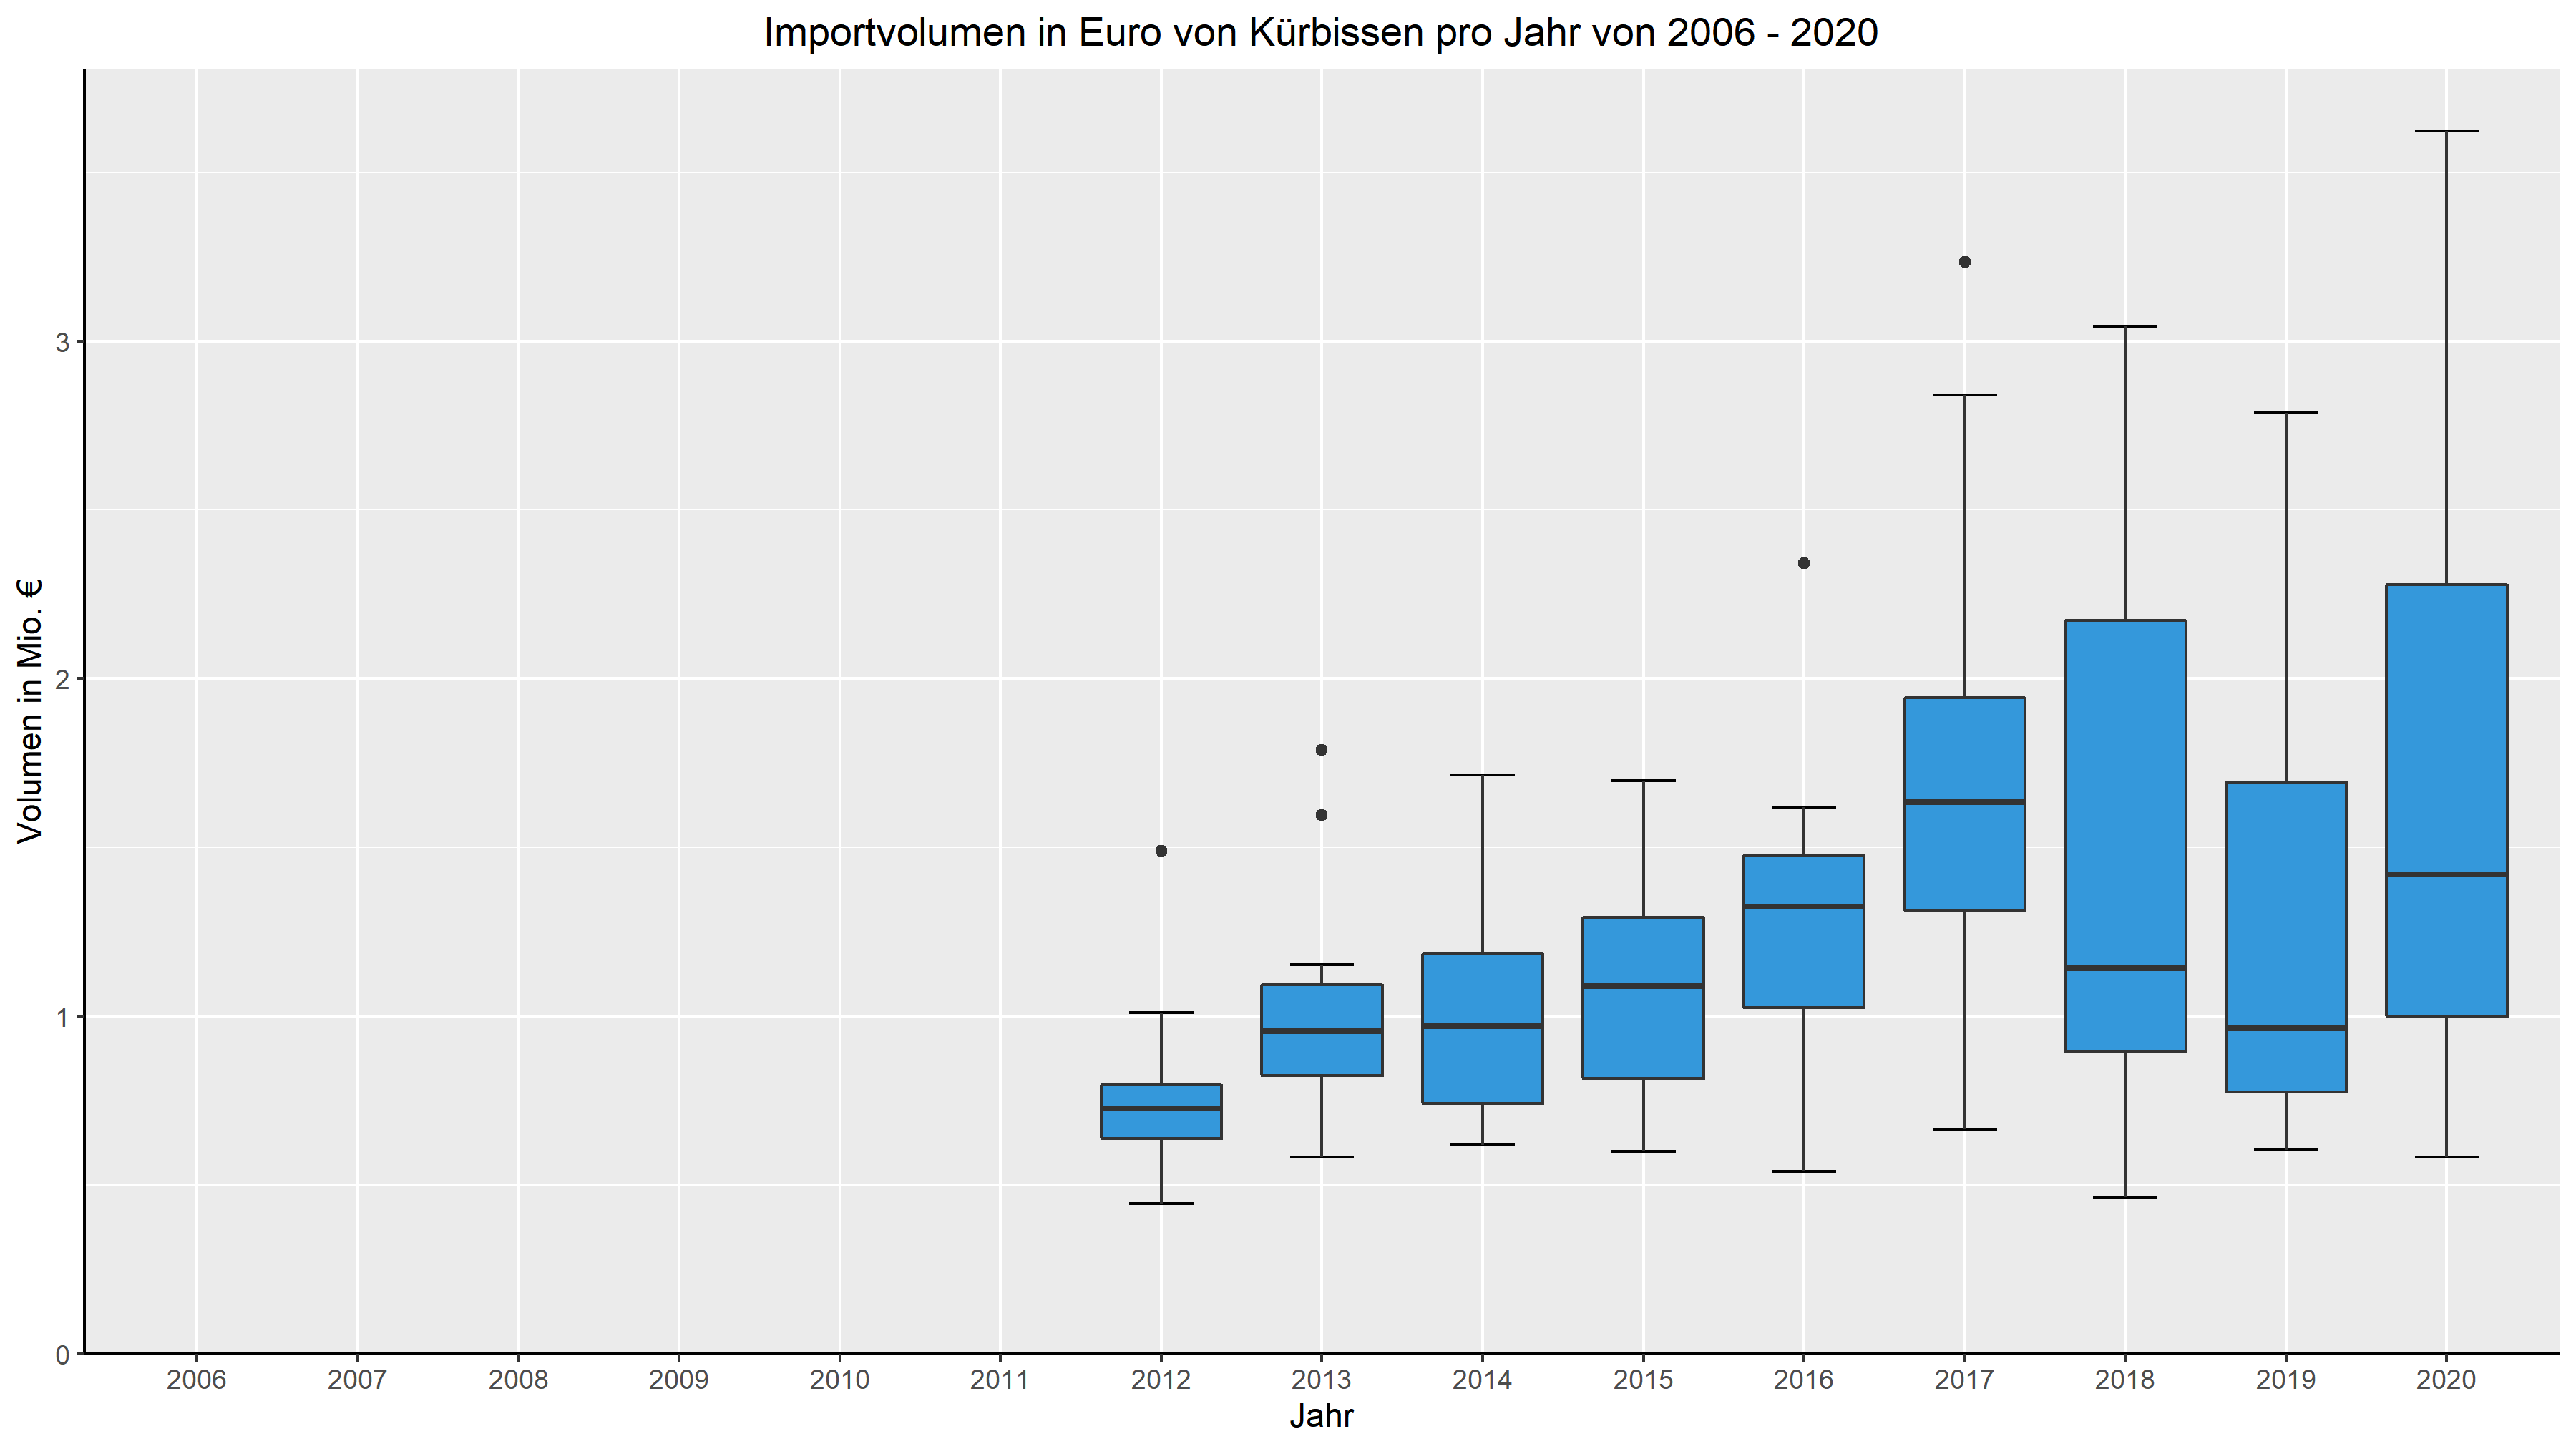 Importvolumen in Euro von Kürbissen pro Jahr von 2006 - 2020
Volumen in Mio. €
3
2
1
0
2006 2007 2008 2009 2010 2011 2012 2013 2014 2015 2016 2017 2018 2019 2020
Jahr